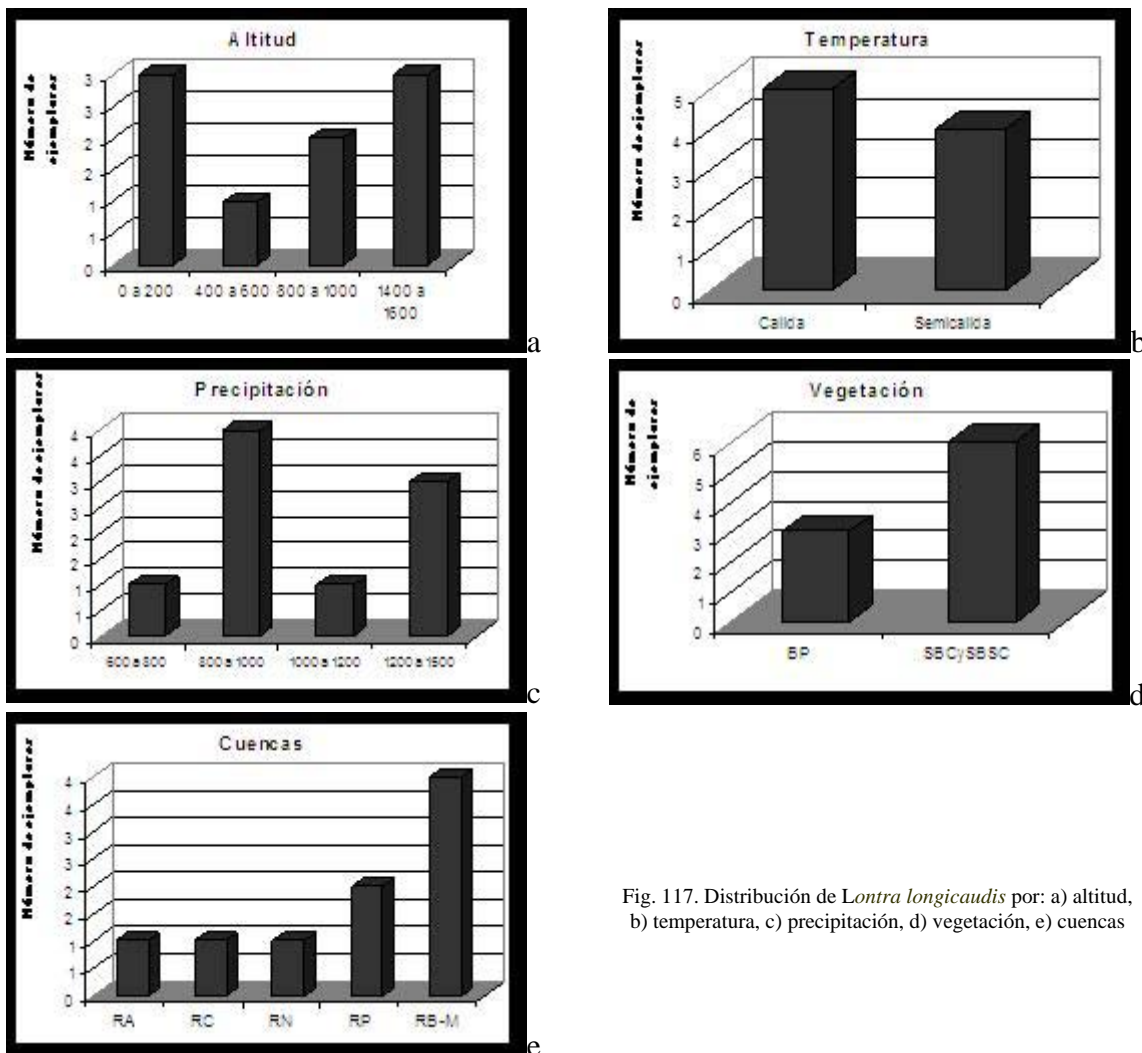 Altitud
Número de ejemplares
3
3
2
2
1
1
0
0 a 200
400 a 600
800 a 1000
1400 a 1600
a
Temperatura
Número de ejemplares
5
4
3
2
1
0
Calida
Semicalida
b
Precipitación
Número de ejemplares
4
4
3
3
2
2
1
1
0
600 a 800
800 a 1000
1000 a 1200
1200 a 1500
c
Vegetación
Número de ejemplares
6
5
4
3
2
1
0
BP
SBCySBSC
d
Cuencas
Número de ejemplares
4
4
3
3
2
2
1
1
0
RA
RC
RN
RP
RB-M
e
Fig. 117. Distribución de Lontra longicaudis por: a) altitud,
b) temperatura, c) precipitación, d) vegetación, e) cuencas